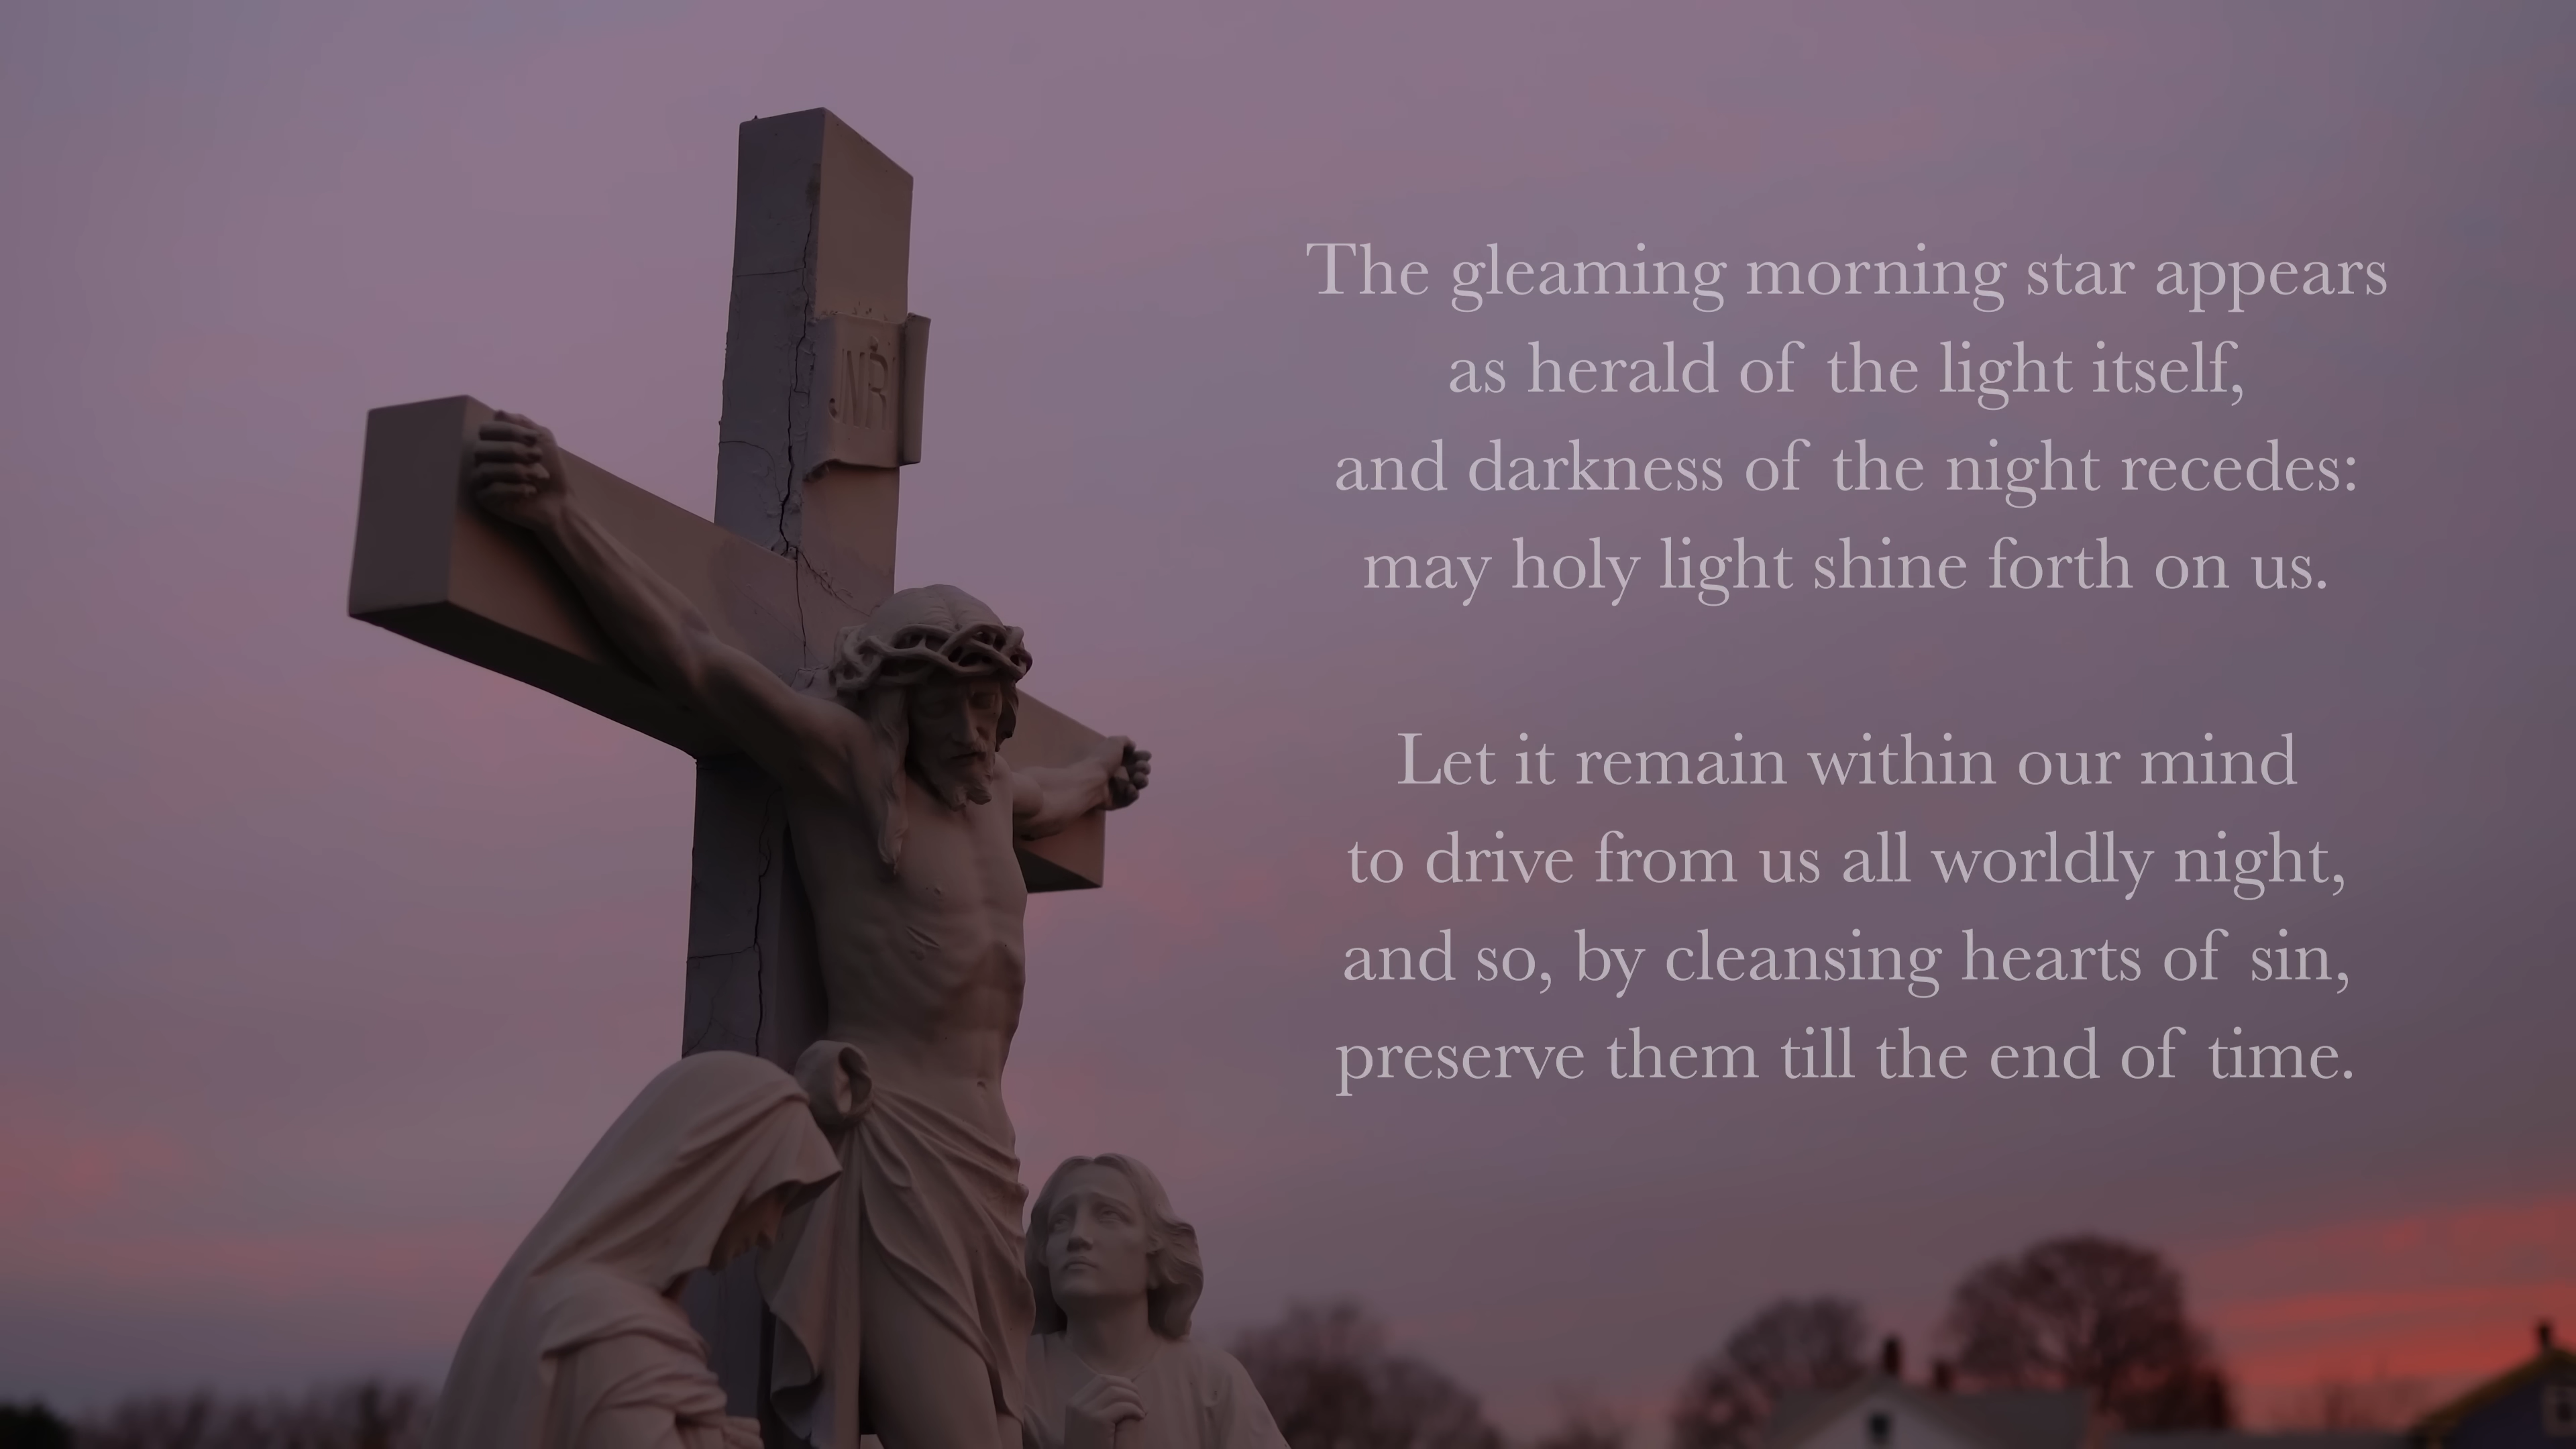 JNRI
The gleaming morning star appears
as herald of the light itself,
and darkness of the night recedes:
may holy light shine forth on us.
Let it remain within our mind
to drive from us all worldly night,
and so, by cleansing hearts of sin,
preserve them till the end of time.